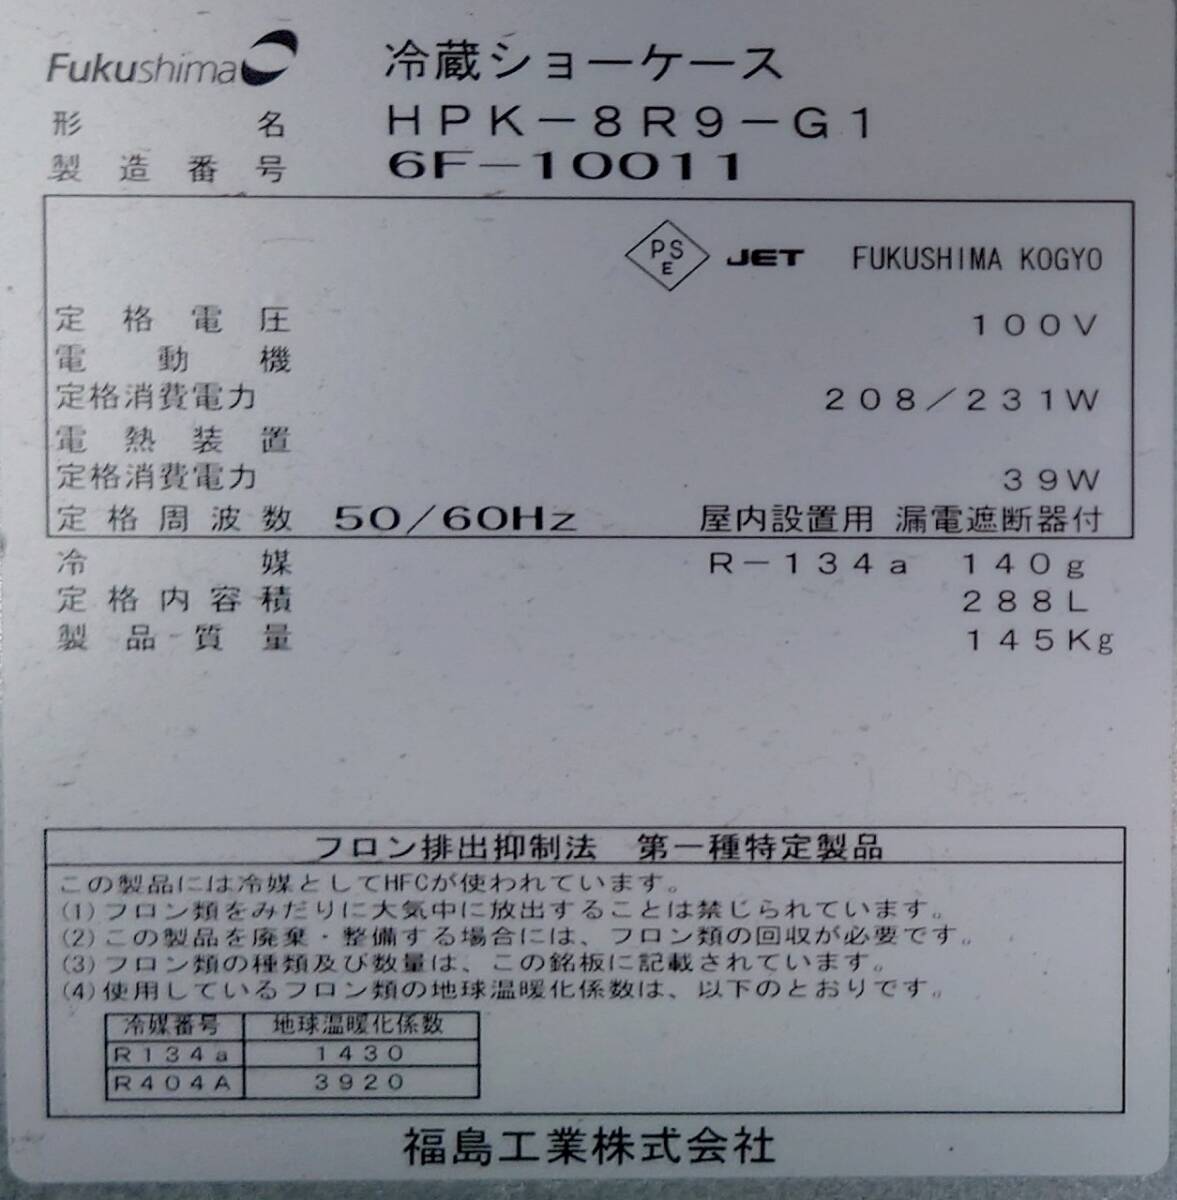 Fukushima 冷蔵ショーケース
形名 HPK-8R9-G1
製造番号 6F-10011
PSE JET FUKUSHIMA KOGYO
定格電圧 100V
電動機
定格消費電力 208/231W
電熱装置
定格消費電力 39W
定格周波数 50/60Hz 屋内設置用 漏電遮断器付
冷媒 R-134a 140g
定格内容積 288L
製品質量 145Kg
フロン排出抑制法 第一種特定製品
この製品には冷媒としてHFCが使われています。
(1)フロン類をみだりに大気中に放出することは禁じられています。
(2)この製品を廃棄・整備する場合には、フロン類の回収が必要です。
(3)フロン類の種類及び数量は、この銘板に記載されています。
(4)使用しているフロン類の地球温暖化係数は、以下のとおりです。
冷媒番号 地球温暖化係数
R134a 1430
R404A 3920
福島工業株式会社